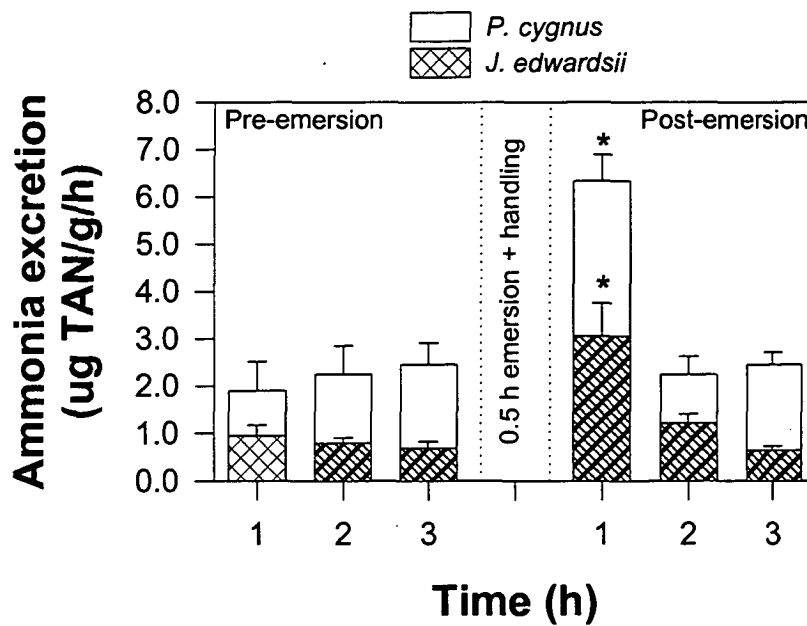 P. cygnus
J. edwardsii
Ammonia excretion
(ug TAN/g/h)
8.0
7.0
6.0
5.0
4.0
3.0
2.0
1.0
0.0
Pre-emersion
0.5 h emersion + handling
Post-emersion
*
*
1 2 3 1 2 3
Time (h)